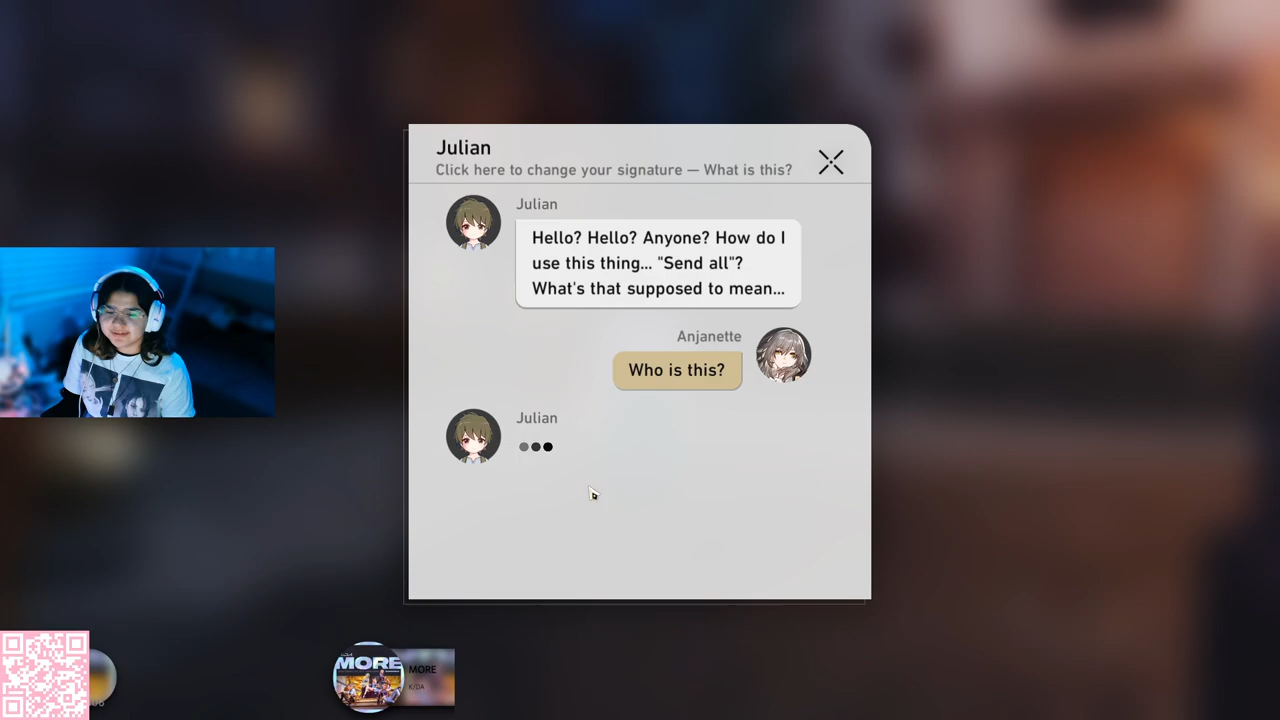 Julian
Click here to change your signature — What is this?
Julian
Hello? Hello? Anyone? How do I
use this thing... "Send all"?
What's that supposed to mean...
Anjanette
Who is this?
Julian
MORE
MORE
K/DA